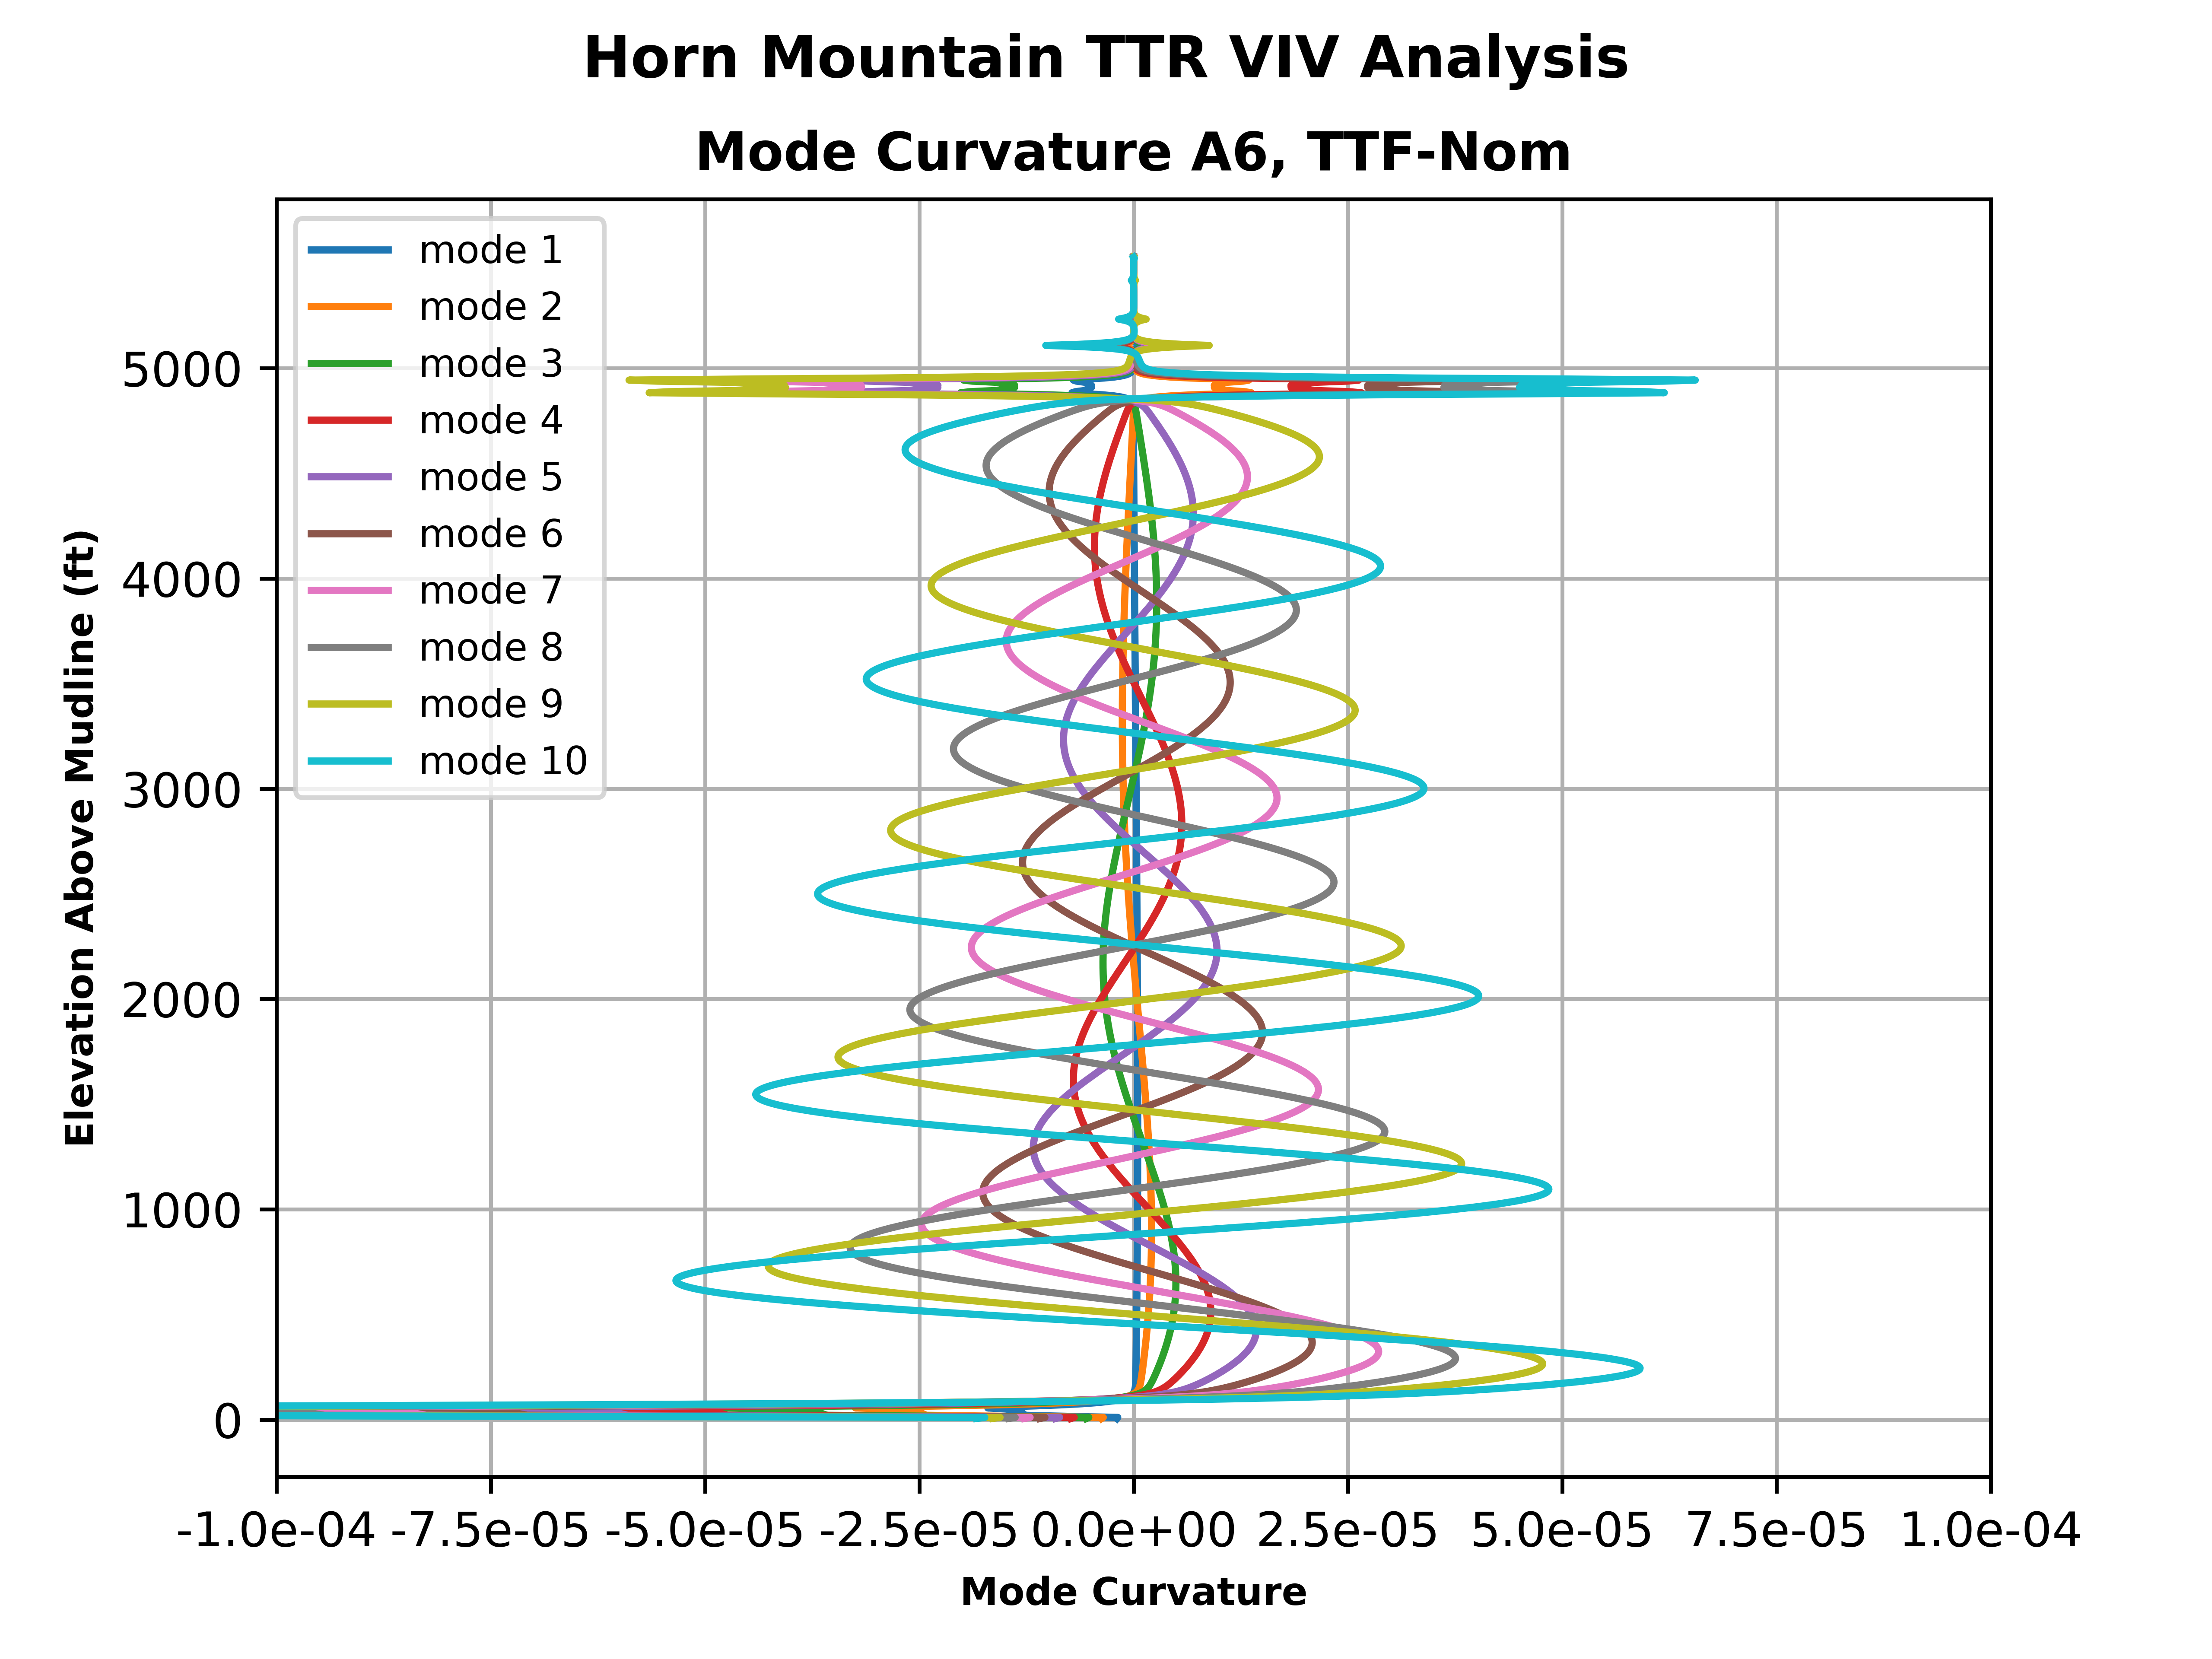 Horn Mountain TTR VIV Analysis
Mode Curvature A6, TTF-Nom
mode 1
mode 2
mode 3
mode 4
mode 5
mode 6
mode 7
mode 8
mode 9
mode 10
Elevation Above Mudline (ft)
5000
4000
3000
2000
1000
0
-1.0e-04 -7.5e-05 -5.0e-05 -2.5e-05 0.0e+00 2.5e-05 5.0e-05 7.5e-05 1.0e-04
Mode Curvature